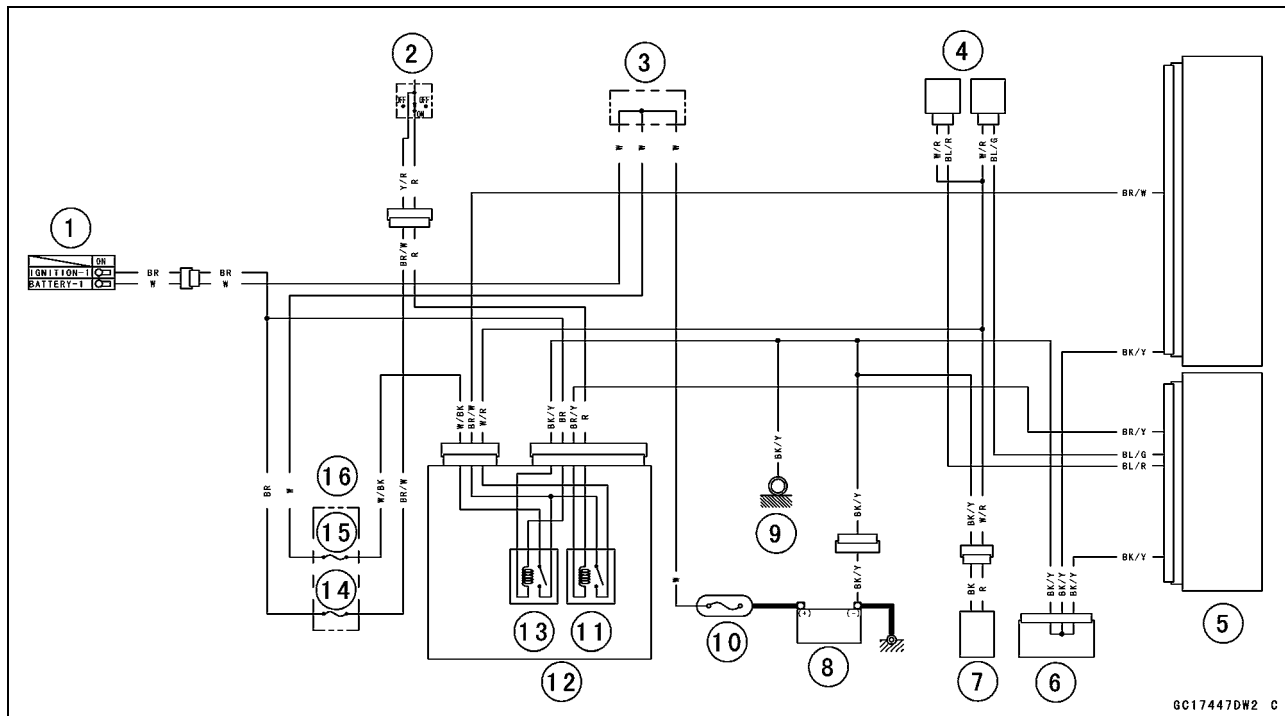 2
3
4
OFF OFF
ON
W/R
BL/R
W/R
BL/G
W
W
W
Y/R
R
BR/W
1
ON
IGNITION-1
BATTERY-1
BR
BR
W
W
BR/W
R
BK/Y
W/BK
BR/W
W/R
BK/Y
BR
BR/Y
R
BR/Y
BL/G
BL/R
BK/Y
16
BR
W
W/BK
BR/W
15
14
9
BK/Y
BK/Y
W/R
BK/Y
BK/Y
BK/Y
BK/Y
W
BK/Y
BK
R
(+)
(-)
13
11
10
8
7
6
5
12
GC17447DW2 C